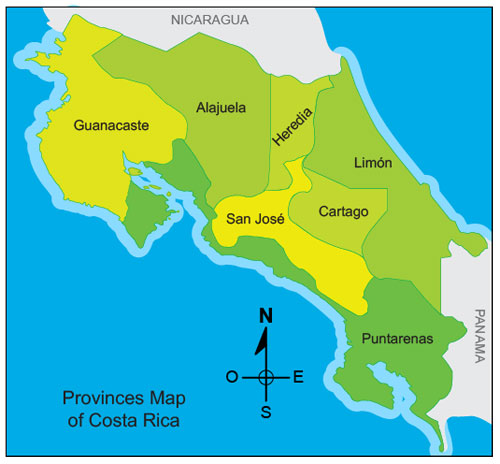 NICARAGUA
Guanacaste
Alajuela
Heredia
Limón
San José
Cartago
Puntarenas
PANAMA
N
O
E
S
Provinces Map
of Costa Rica